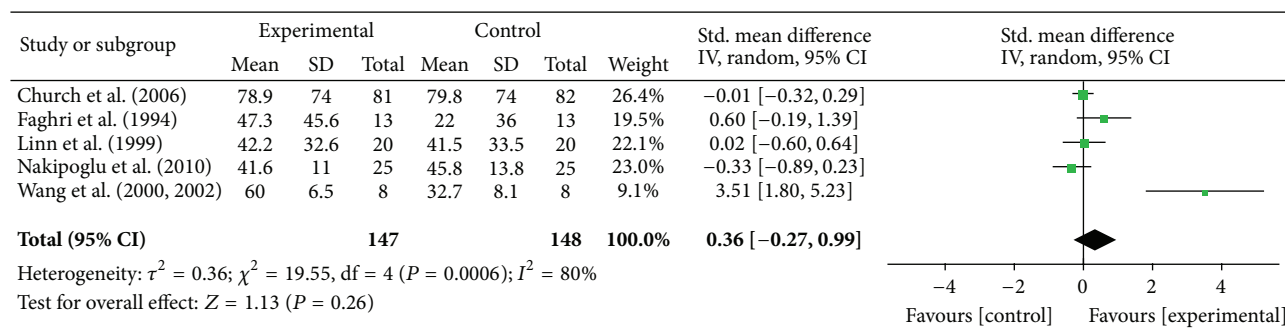 Study or subgroup Experimental Control Std. mean difference Std. mean difference
Mean SD Total Mean SD Total Weight IV, random, 95% CI IV, random, 95% CI
Church et al. (2006) 78.9 74 81 79.8 74 82 26.4% −0.01 [−0.32, 0.29]
Faghri et al. (1994) 47.3 45.6 13 22 36 13 19.5% 0.60 [−0.19, 1.39]
Linn et al. (1999) 42.2 32.6 20 41.5 33.5 20 22.1% 0.02 [−0.60, 0.64]
Nakipoglu et al. (2010) 41.6 11 25 45.8 13.8 25 23.0% −0.33 [−0.89, 0.23]
Wang et al. (2000, 2002) 60 6.5 8 32.7 8.1 8 9.1% 3.51 [1.80, 5.23]
Total (95% CI) 147 148 100.0% 0.36 [−0.27, 0.99]
Heterogeneity: τ² = 0.36; χ² = 19.55, df = 4 (P = 0.0006); I² = 80%
Test for overall effect: Z = 1.13 (P = 0.26)
−4 −2 0 2 4
Favours [control] Favours [experimental]